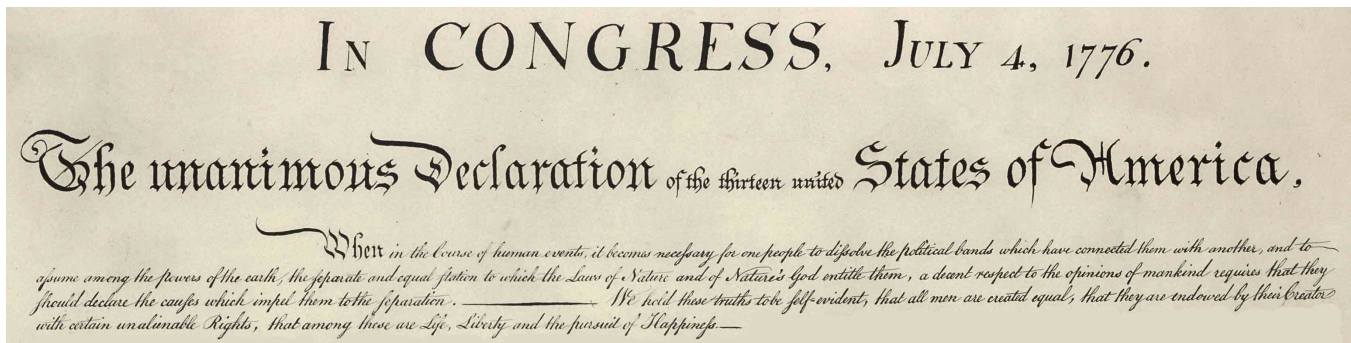 In CONGRESS, July 4, 1776.
The unanimous Declaration of the thirteen united States of America,
When in the Course of human events, it becomes necessary for one people to dissolve the political bands which have connected them with another, and to
assume among the powers of the earth, the separate and equal station to which the Laws of Nature and of Nature's God entitle them, a decent respect to the opinions of mankind requires that they
should declare the causes which impel them to the separation. ——— We hold these truths to be self-evident, that all men are created equal, that they are endowed by their Creator
with certain unalienable Rights, that among these are Life, Liberty and the pursuit of Happiness.—